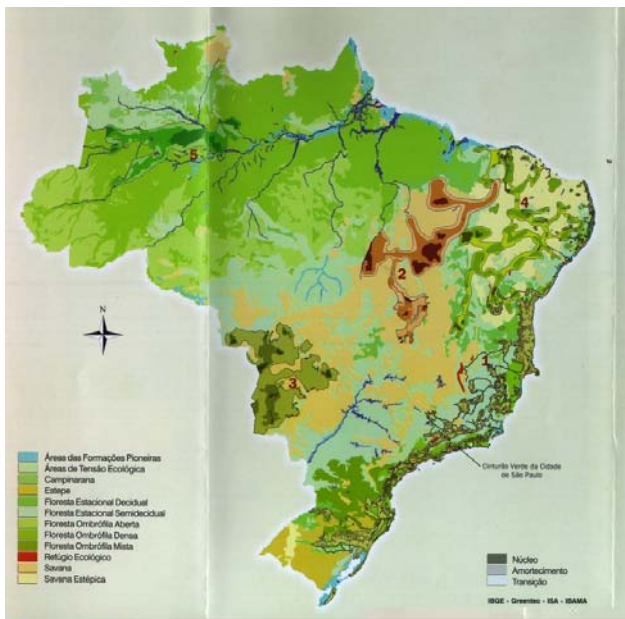 5
4
2
N
1
3
Cinturão Verde da Cidade
de São Paulo
Áreas das Formações Pioneiras
Áreas de Tensão Ecológica
Campinarana
Estepe
Floresta Estacional Decidual
Floresta Estacional Semidecidual
Floresta Ombrófila Aberta
Floresta Ombrófila Densa
Floresta Ombrófila Mista
Refúgio Ecológico
Savana
Savana Estépica
Núcleo
Amortecimento
Transição
IBGE - Greentec - ISA - IBAMA